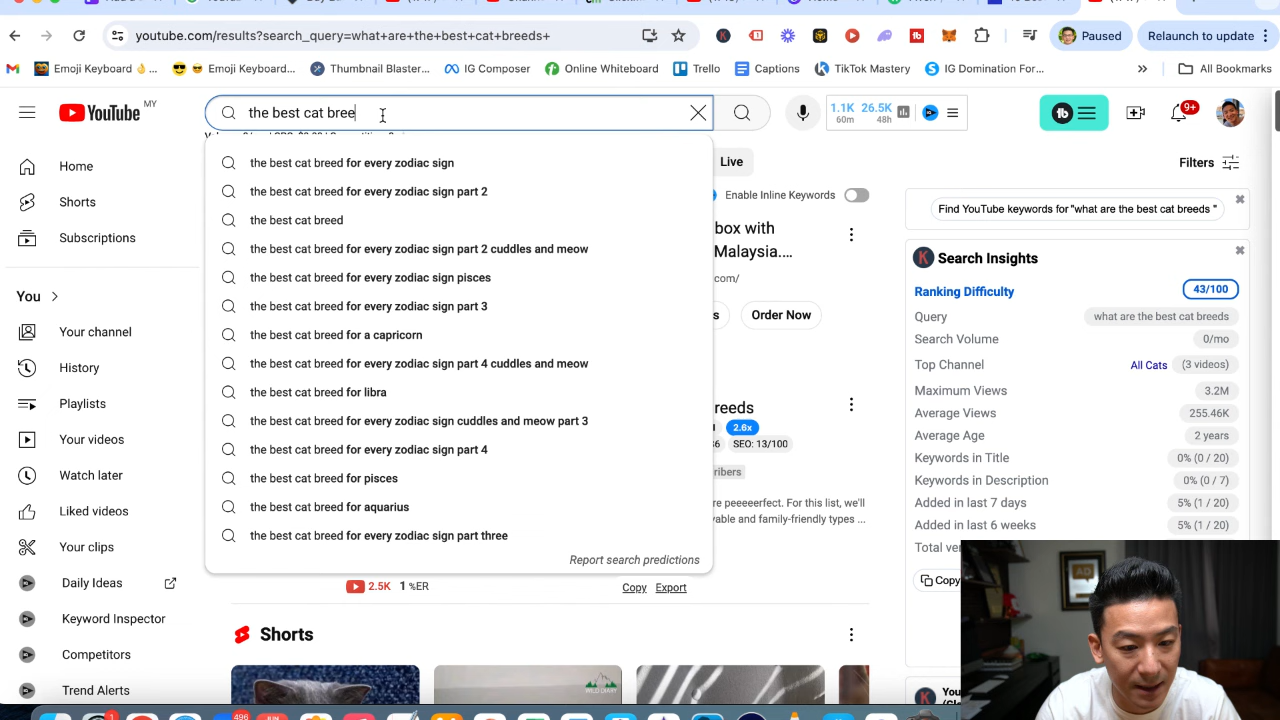 youtube.com/results?search_query=what+are+the+best+cat+breeds+
Paused
Relaunch to update
Emoji Keyboard 👌 ...
Emoji Keyboard...
Thumbnail Blaster...
IG Composer
Online Whiteboard
Trello
Captions
TikTok Mastery
IG Domination For...
All Bookmarks
YouTube MY
the best cat bree
1.1K 26.5K
60m 48h
tb
9+
Home
Shorts
Subscriptions
You
Your channel
History
Playlists
Your videos
Watch later
Liked videos
Your clips
Daily Ideas
Keyword Inspector
Competitors
Trend Alerts
the best cat breed for every zodiac sign
the best cat breed for every zodiac sign part 2
the best cat breed
the best cat breed for every zodiac sign part 2 cuddles and meow
the best cat breed for every zodiac sign pisces
the best cat breed for every zodiac sign part 3
the best cat breed for a capricorn
the best cat breed for every zodiac sign part 4 cuddles and meow
the best cat breed for libra
the best cat breed for every zodiac sign cuddles and meow part 3
the best cat breed for every zodiac sign part 4
the best cat breed for pisces
the best cat breed for aquarius
the best cat breed for every zodiac sign part three
Report search predictions
2.5K 1 %ER
Copy Export
Shorts
WILD DIARY
Live
Filters
Enable Inline Keywords
box with
Malaysia....
com/
s
Order Now
reeds
2.6x
SEO: 13/100
ribers
re peeeeerfect. For this list, we'll
vable and family-friendly types ...
Find YouTube keywords for "what are the best cat breeds "
K Search Insights
Ranking Difficulty 43/100
Query what are the best cat breeds
Search Volume 0/mo
Top Channel All Cats (3 videos)
Maximum Views 3.2M
Average Views 255.46K
Average Age 2 years
Keywords in Title 0% (0 / 20)
Keywords in Description 0% (0 / 7)
Added in last 7 days 5% (1 / 20)
Added in last 6 weeks 5% (1 / 20)
Total ve
Copy
You
AD
496